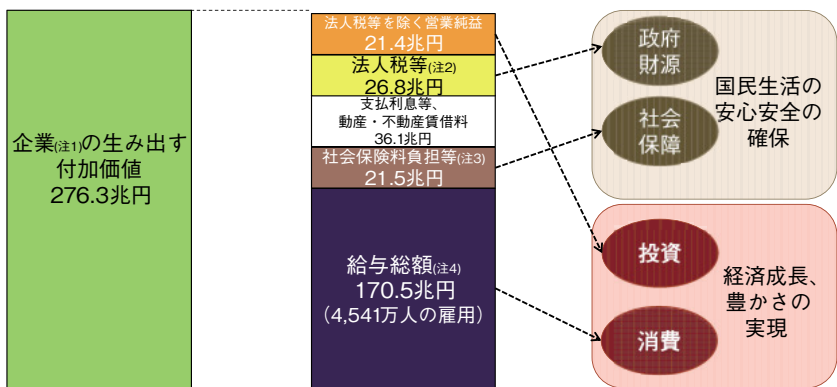 企業(注1)の生み出す
付加価値
276.3兆円
法人税等を除く営業純益
21.4兆円
法人税等(注2)
26.8兆円
支払利息等、
動産・不動産賃借料
36.1兆円
社会保険料負担等(注3)
21.5兆円
給与総額(注4)
170.5兆円
(4,541万人の雇用)
政府
財源
社会
保障
国民生活の
安心安全の
確保
投資
消費
経済成長、
豊かさの
実現